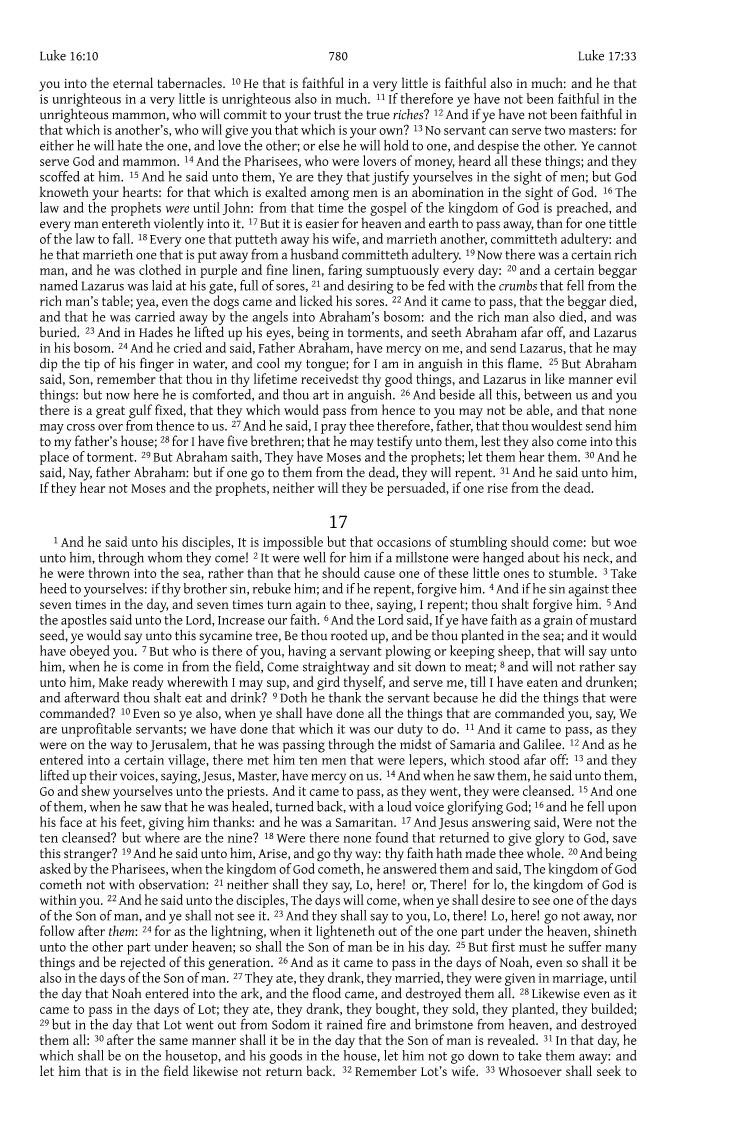 Luke 16:10 780 Luke 17:33
you into the eternal tabernacles. 10 He that is faithful in a very little is faithful also in much: and he that
is unrighteous in a very little is unrighteous also in much. 11 If therefore ye have not been faithful in the
unrighteous mammon, who will commit to your trust the true riches? 12 And if ye have not been faithful in
that which is another's, who will give you that which is your own? 13 No servant can serve two masters: for
either he will hate the one, and love the other; or else he will hold to one, and despise the other. Ye cannot
serve God and mammon. 14 And the Pharisees, who were lovers of money, heard all these things; and they
scoffed at him. 15 And he said unto them, Ye are they that justify yourselves in the sight of men; but God
knoweth your hearts: for that which is exalted among men is an abomination in the sight of God. 16 The
law and the prophets were until John: from that time the gospel of the kingdom of God is preached, and
every man entereth violently into it. 17 But it is easier for heaven and earth to pass away, than for one tittle
of the law to fall. 18 Every one that putteth away his wife, and marrieth another, committeth adultery: and
he that marrieth one that is put away from a husband committeth adultery. 19 Now there was a certain rich
man, and he was clothed in purple and fine linen, faring sumptuously every day: 20 and a certain beggar
named Lazarus was laid at his gate, full of sores, 21 and desiring to be fed with the crumbs that fell from the
rich man's table; yea, even the dogs came and licked his sores. 22 And it came to pass, that the beggar died,
and that he was carried away by the angels into Abraham's bosom: and the rich man also died, and was
buried. 23 And in Hades he lifted up his eyes, being in torments, and seeth Abraham afar off, and Lazarus
in his bosom. 24 And he cried and said, Father Abraham, have mercy on me, and send Lazarus, that he may
dip the tip of his finger in water, and cool my tongue; for I am in anguish in this flame. 25 But Abraham
said, Son, remember that thou in thy lifetime receivedst thy good things, and Lazarus in like manner evil
things: but now here he is comforted, and thou art in anguish. 26 And beside all this, between us and you
there is a great gulf fixed, that they which would pass from hence to you may not be able, and that none
may cross over from thence to us. 27 And he said, I pray thee therefore, father, that thou wouldest send him
to my father's house; 28 for I have five brethren; that he may testify unto them, lest they also come into this
place of torment. 29 But Abraham saith, They have Moses and the prophets; let them hear them. 30 And he
said, Nay, father Abraham: but if one go to them from the dead, they will repent. 31 And he said unto him,
If they hear not Moses and the prophets, neither will they be persuaded, if one rise from the dead.
17
1 And he said unto his disciples, It is impossible but that occasions of stumbling should come: but woe
unto him, through whom they come! 2 It were well for him if a millstone were hanged about his neck, and
he were thrown into the sea, rather than that he should cause one of these little ones to stumble. 3 Take
heed to yourselves: if thy brother sin, rebuke him; and if he repent, forgive him. 4 And if he sin against thee
seven times in the day, and seven times turn again to thee, saying, I repent; thou shalt forgive him. 5 And
the apostles said unto the Lord, Increase our faith. 6 And the Lord said, If ye have faith as a grain of mustard
seed, ye would say unto this sycamine tree, Be thou rooted up, and be thou planted in the sea; and it would
have obeyed you. 7 But who is there of you, having a servant plowing or keeping sheep, that will say unto
him, when he is come in from the field, Come straightway and sit down to meat; 8 and will not rather say
unto him, Make ready wherewith I may sup, and gird thyself, and serve me, till I have eaten and drunken;
and afterward thou shalt eat and drink? 9 Doth he thank the servant because he did the things that were
commanded? 10 Even so ye also, when ye shall have done all the things that are commanded you, say, We
are unprofitable servants; we have done that which it was our duty to do. 11 And it came to pass, as they
were on the way to Jerusalem, that he was passing through the midst of Samaria and Galilee. 12 And as he
entered into a certain village, there met him ten men that were lepers, which stood afar off: 13 and they
lifted up their voices, saying, Jesus, Master, have mercy on us. 14 And when he saw them, he said unto them,
Go and shew yourselves unto the priests. And it came to pass, as they went, they were cleansed. 15 And one
of them, when he saw that he was healed, turned back, with a loud voice glorifying God; 16 and he fell upon
his face at his feet, giving him thanks: and he was a Samaritan. 17 And Jesus answering said, Were not the
ten cleansed? but where are the nine? 18 Were there none found that returned to give glory to God, save
this stranger? 19 And he said unto him, Arise, and go thy way: thy faith hath made thee whole. 20 And being
asked by the Pharisees, when the kingdom of God cometh, he answered them and said, The kingdom of God
cometh not with observation: 21 neither shall they say, Lo, here! or, There! for lo, the kingdom of God is
within you. 22 And he said unto the disciples, The days will come, when ye shall desire to see one of the days
of the Son of man, and ye shall not see it. 23 And they shall say to you, Lo, there! Lo, here! go not away, nor
follow after them: 24 for as the lightning, when it lighteneth out of the one part under the heaven, shineth
unto the other part under heaven; so shall the Son of man be in his day. 25 But first must he suffer many
things and be rejected of this generation. 26 And as it came to pass in the days of Noah, even so shall it be
also in the days of the Son of man. 27 They ate, they drank, they married, they were given in marriage, until
the day that Noah entered into the ark, and the flood came, and destroyed them all. 28 Likewise even as it
came to pass in the days of Lot; they ate, they drank, they bought, they sold, they planted, they builded;
29 but in the day that Lot went out from Sodom it rained fire and brimstone from heaven, and destroyed
them all: 30 after the same manner shall it be in the day that the Son of man is revealed. 31 In that day, he
which shall be on the housetop, and his goods in the house, let him not go down to take them away: and
let him that is in the field likewise not return back. 32 Remember Lot's wife. 33 Whosoever shall seek to